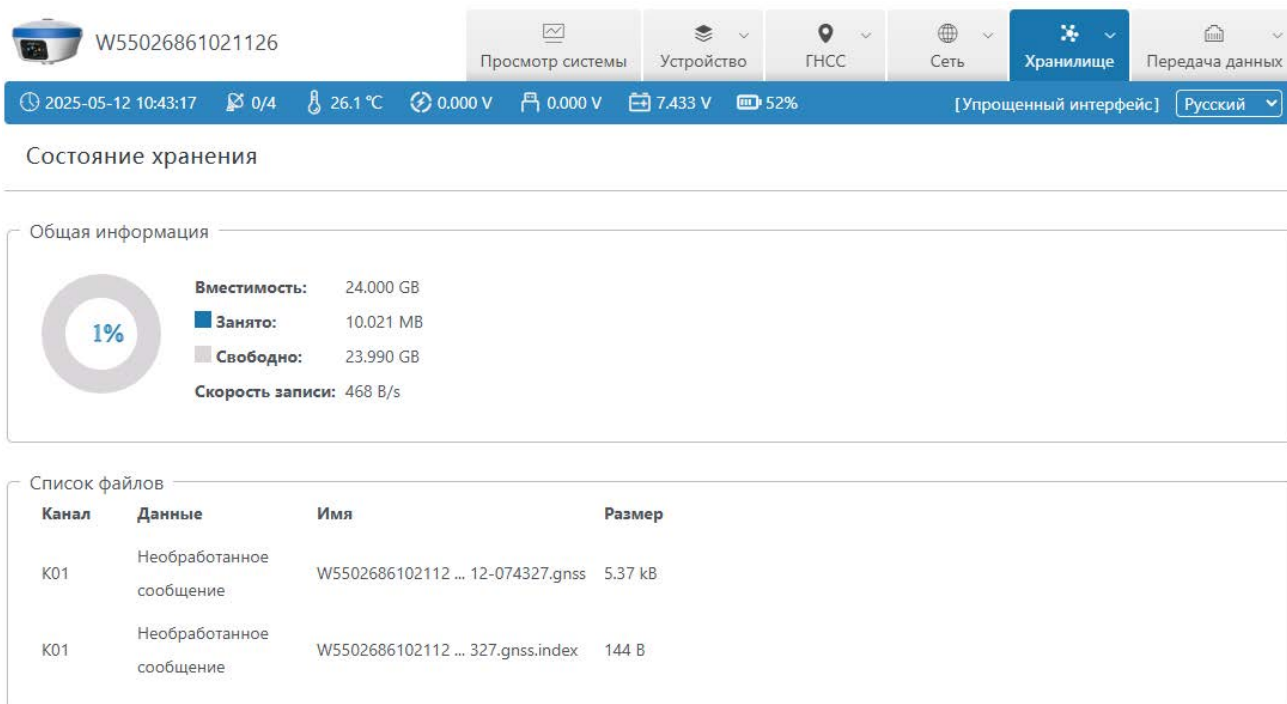 W55026861021126
Просмотр системы
Устройство
ГНСС
Сеть
Хранилище
Передача данных
2025-05-12 10:43:17 0/4 26.1 ℃ 0.000 V 0.000 V 7.433 V 52% [Упрощенный интерфейс] Русский
Состояние хранения
Общая информация
1%
Вместимость: 24.000 GB
Занято: 10.021 MB
Свободно: 23.990 GB
Скорость записи: 468 B/s
Список файлов
Канал Данные Имя Размер
K01 Необработанное сообщение W5502686102112 ... 12-074327.gnss 5.37 kB
K01 Необработанное сообщение W5502686102112 ... 327.gnss.index 144 B